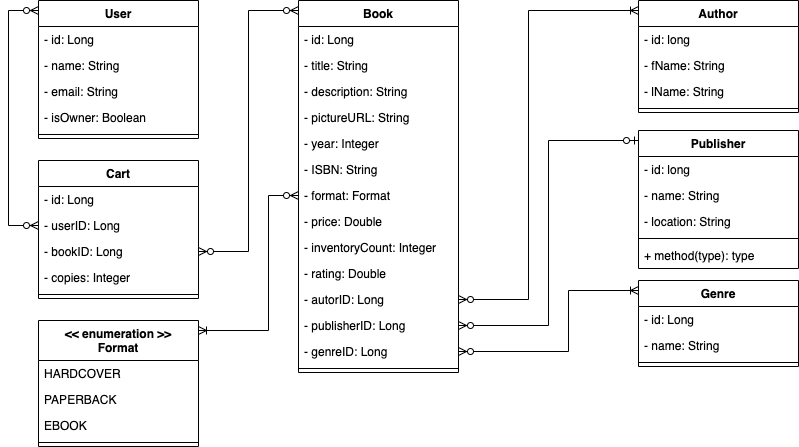 User
- id: Long
- name: String
- email: String
- isOwner: Boolean
Cart
- id: Long
- userID: Long
- bookID: Long
- copies: Integer
<< enumeration >>
Format
HARDCOVER
PAPERBACK
EBOOK
Book
- id: Long
- title: String
- description: String
- pictureURL: String
- year: Integer
- ISBN: String
- format: Format
- price: Double
- inventoryCount: Integer
- rating: Double
- autorID: Long
- publisherID: Long
- genreID: Long
Author
- id: long
- fName: String
- lName: String
Publisher
- id: long
- name: String
- location: String
+ method(type): type
Genre
- id: Long
- name: String